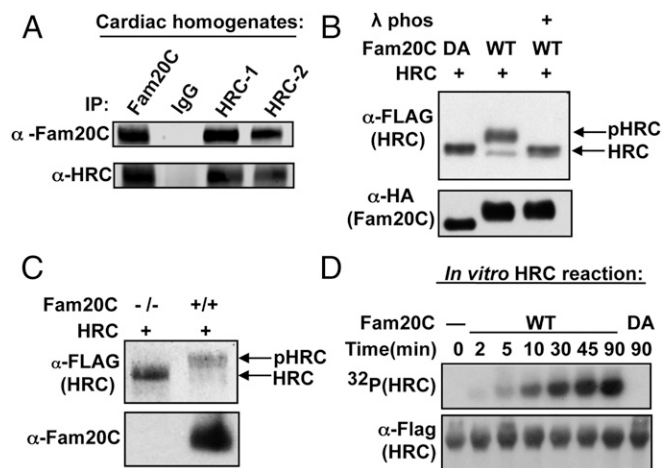 A
Cardiac homogenates:
IP: Fam20C IgG HRC-1 HRC-2
α -Fam20C
α-HRC
B
λ phos +
Fam20C DA WT WT
HRC + + +
α-FLAG
(HRC)
pHRC
HRC
α-HA
(Fam20C)
C
Fam20C - /- +/+
HRC + +
α-FLAG
(HRC)
pHRC
HRC
α-Fam20C
D
In vitro HRC reaction:
Fam20C — WT DA
Time(min) 0 2 5 10 30 45 90 90
32P(HRC)
α-Flag
(HRC)